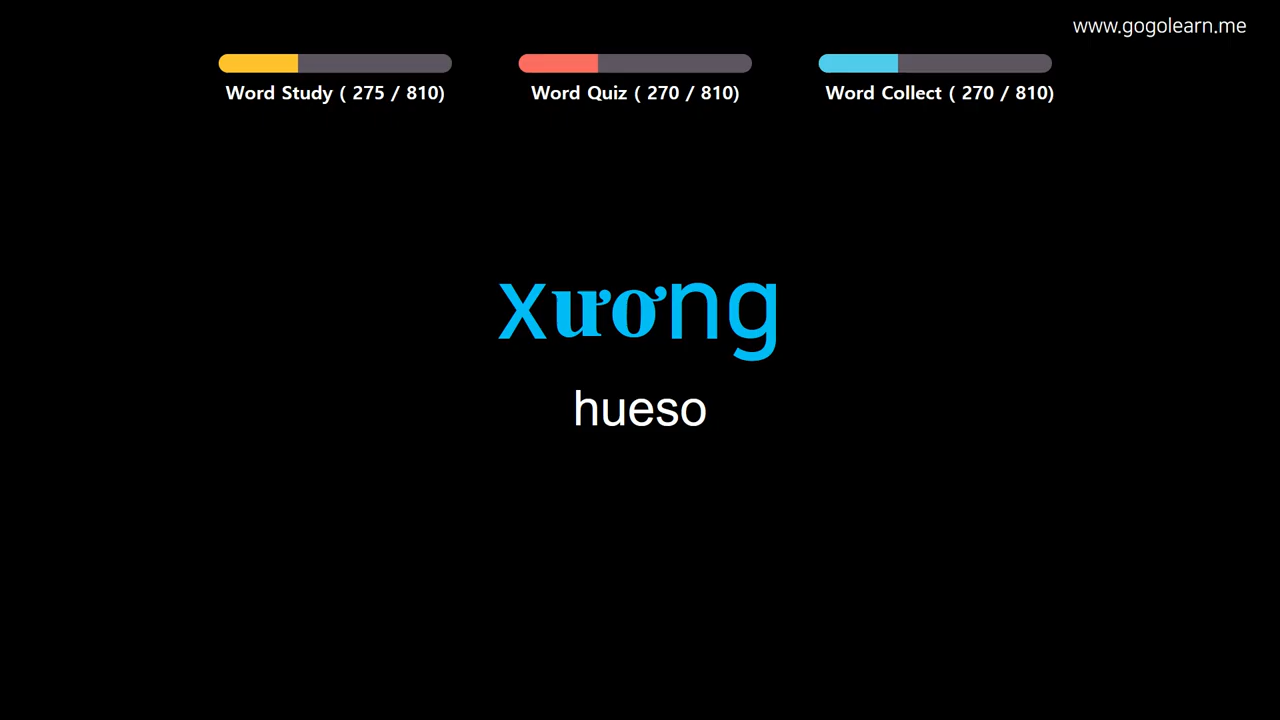 www.gogolearn.me
Word Study ( 275 / 810)
Word Quiz ( 270 / 810)
Word Collect ( 270 / 810)
xương
hueso